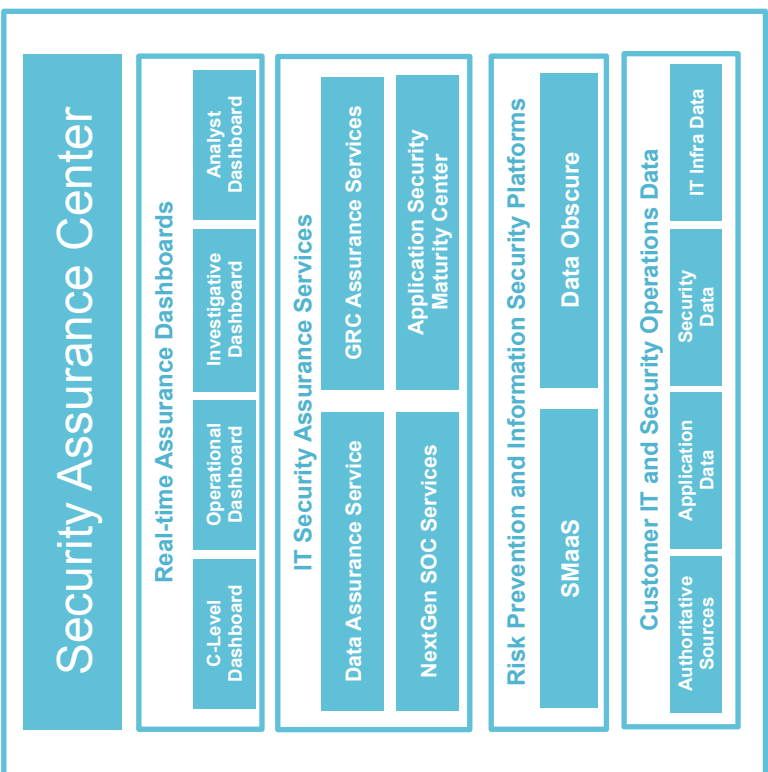 Security Assurance Center
Real-time Assurance Dashboards
C-Level
Dashboard
Operational
Dashboard
Investigative
Dashboard
Analyst
Dashboard
IT Security Assurance Services
Data Assurance Service
GRC Assurance Services
NextGen SOC Services
Application Security
Maturity Center
Risk Prevention and Information Security Platforms
SMaaS
Data Obscure
Customer IT and Security Operations Data
Authoritative
Sources
Application
Data
Security
Data
IT Infra Data